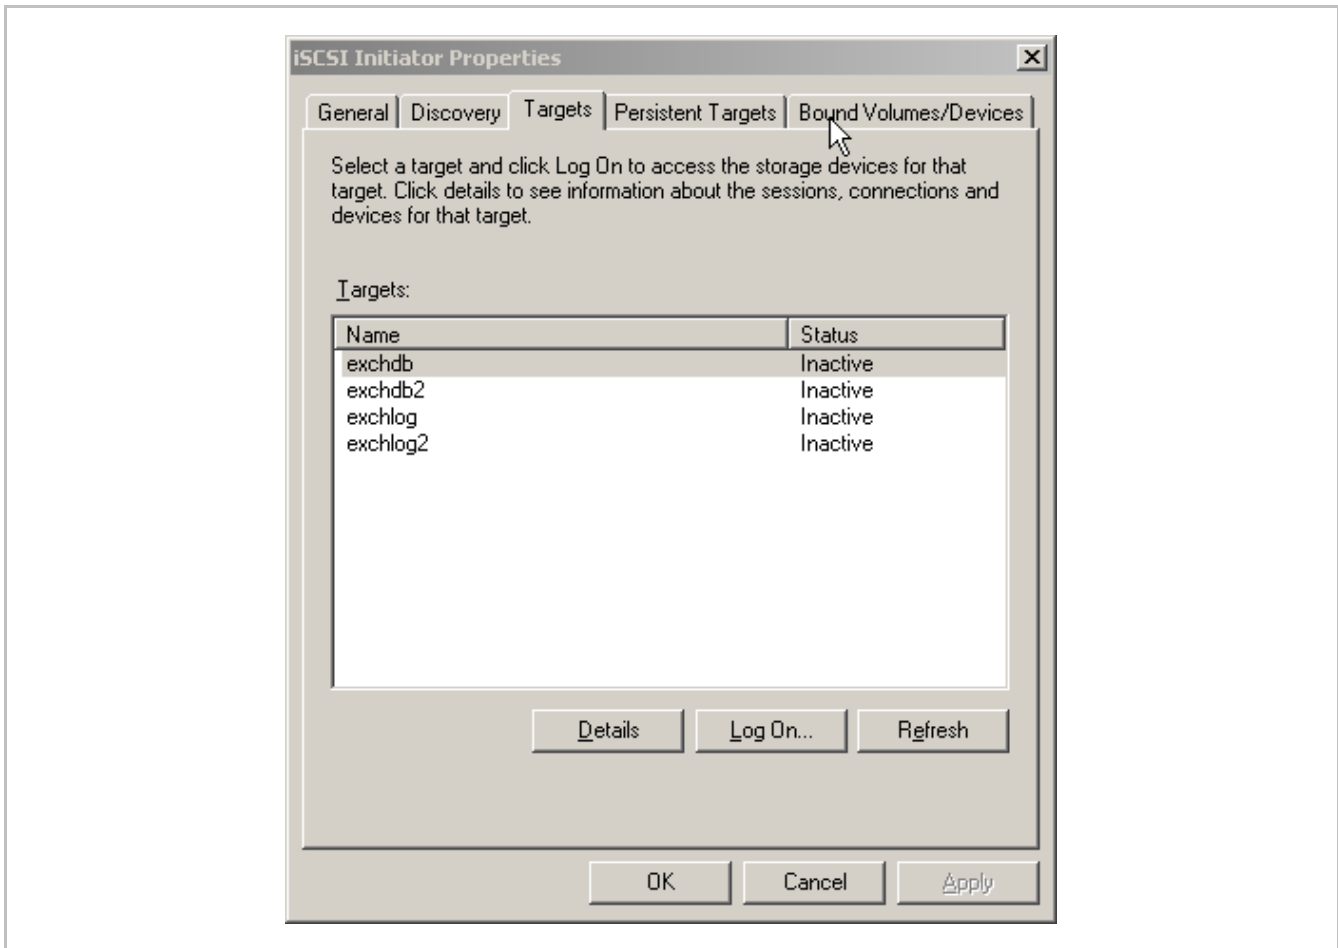 iSCSI Initiator Properties
General Discovery Targets Persistent Targets Bound Volumes/Devices
Select a target and click Log On to access the storage devices for that
target. Click details to see information about the sessions, connections and
devices for that target.
Targets:
Name Status
exchdb Inactive
exchdb2 Inactive
exchlog Inactive
exchlog2 Inactive
Details Log On... Refresh
OK Cancel Apply